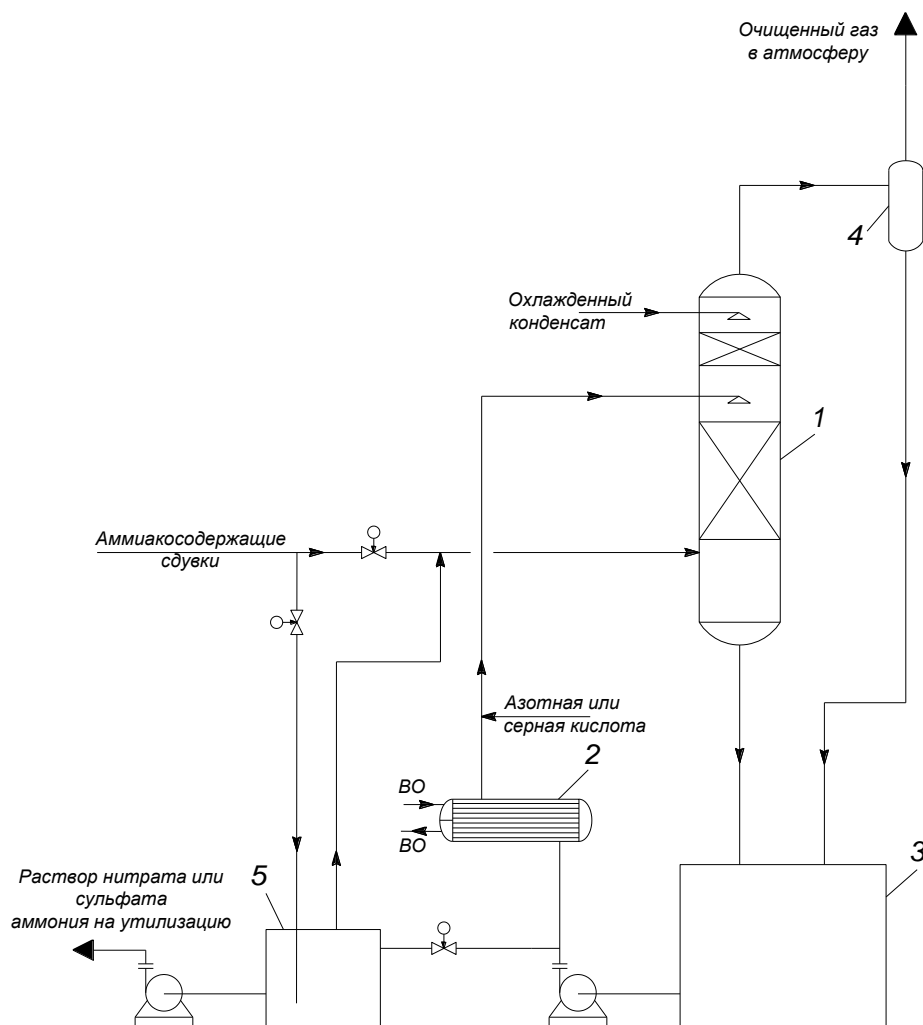 Очищенный газ
в атмосферу
4
Охлажденный
конденсат
1
Аммиакосодержащие
сдувки
Азотная или
серная кислота
2
ВО
ВО
3
Раствор нитрата или
сульфата
аммония на утилизацию
5